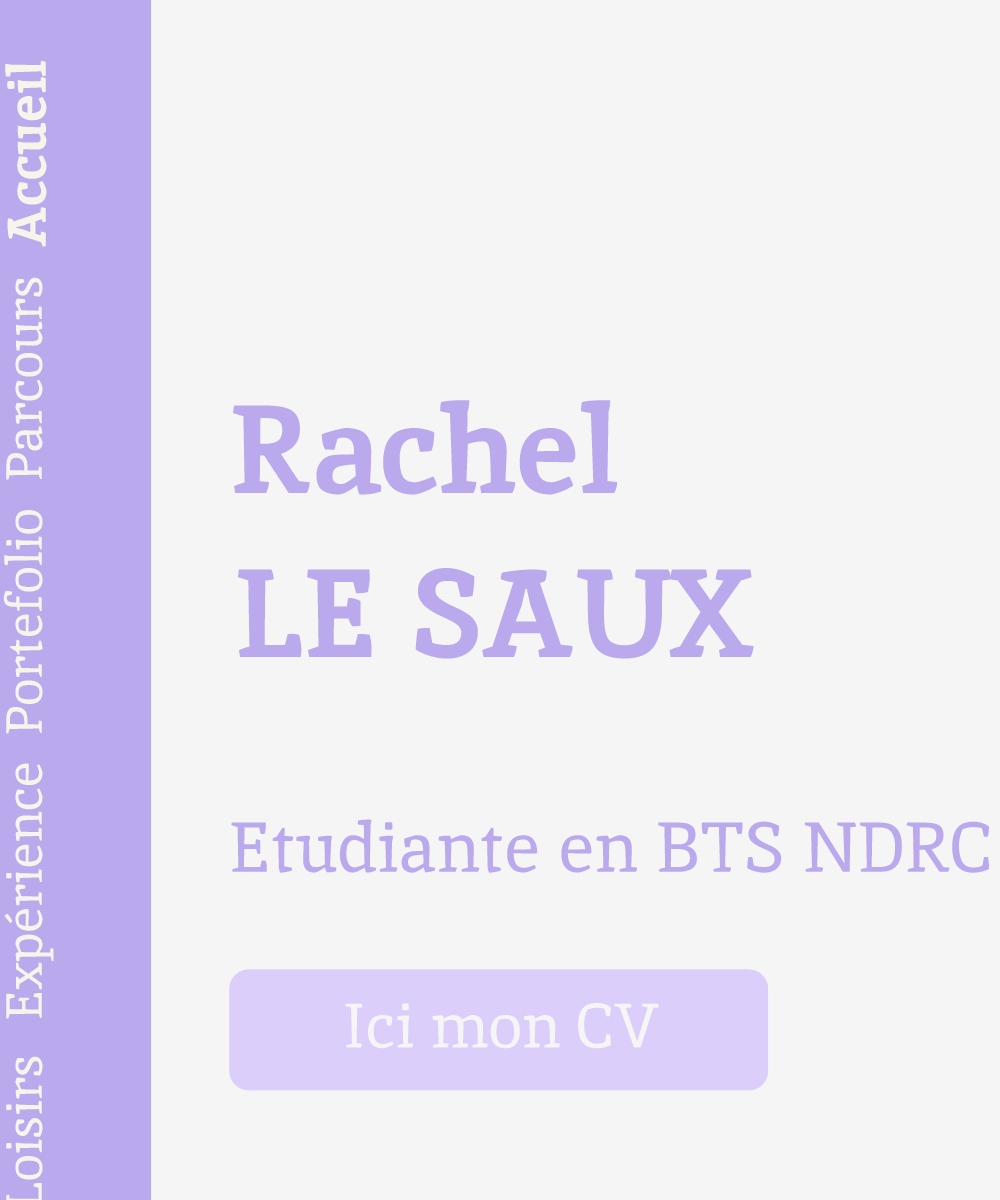 Accueil
Parcours
Portefolio
Expérience
Loisirs
Rachel
LE SAUX
Etudiante en BTS NDRC
Ici mon CV